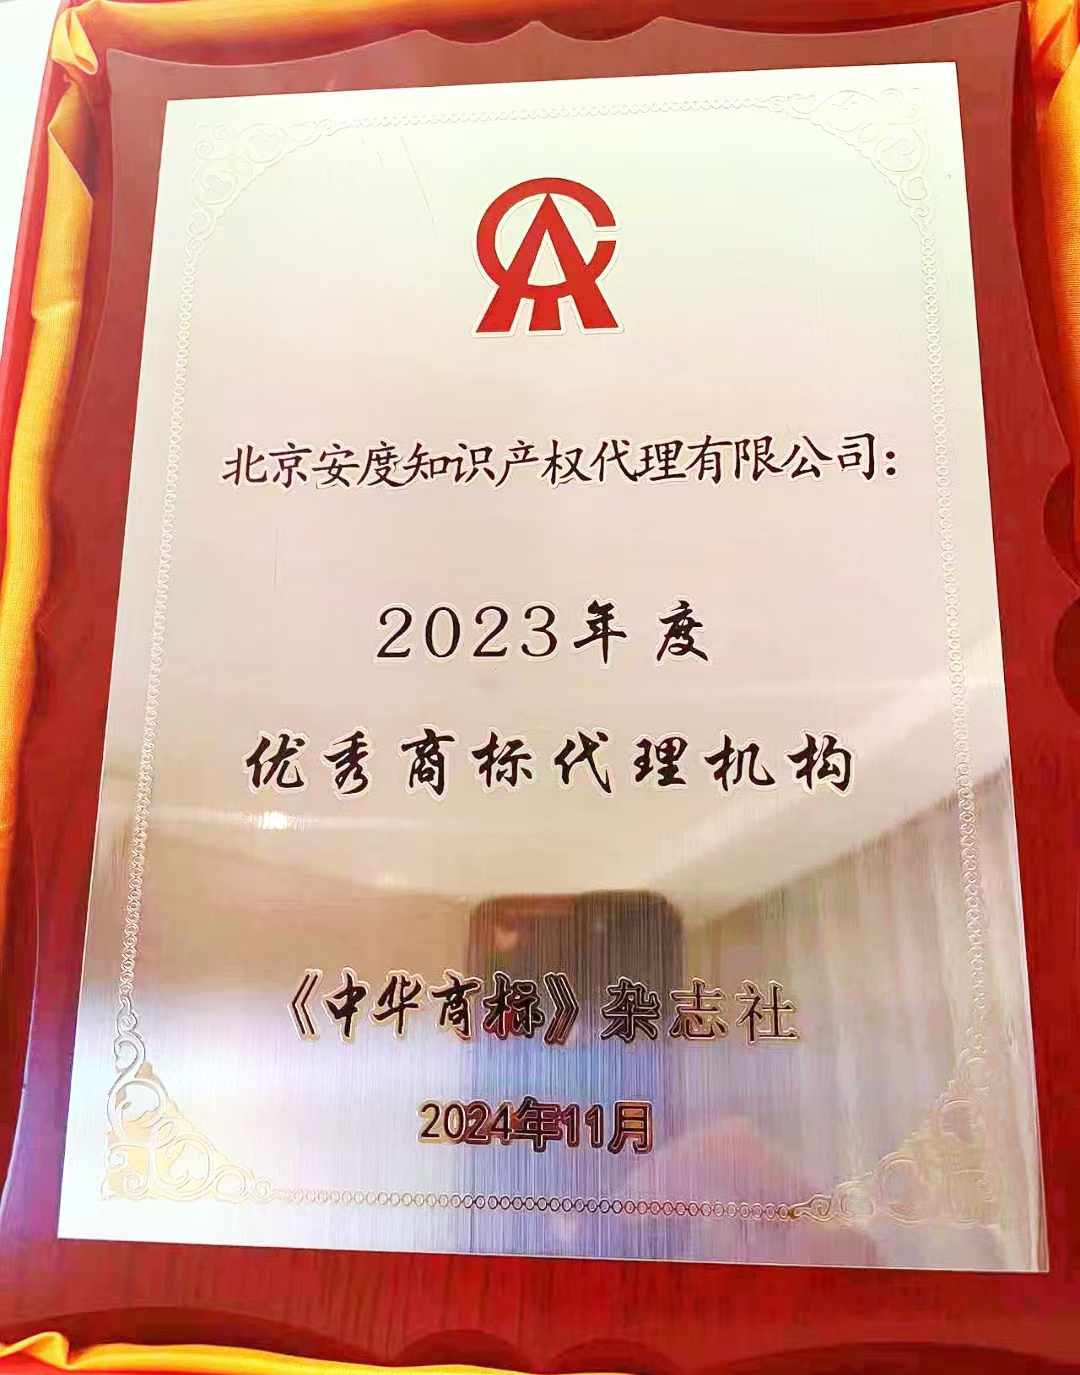 北京安度知识产权代理有限公司：
2023年度
优秀商标代理机构
《中华商标》杂志社
2024年11月